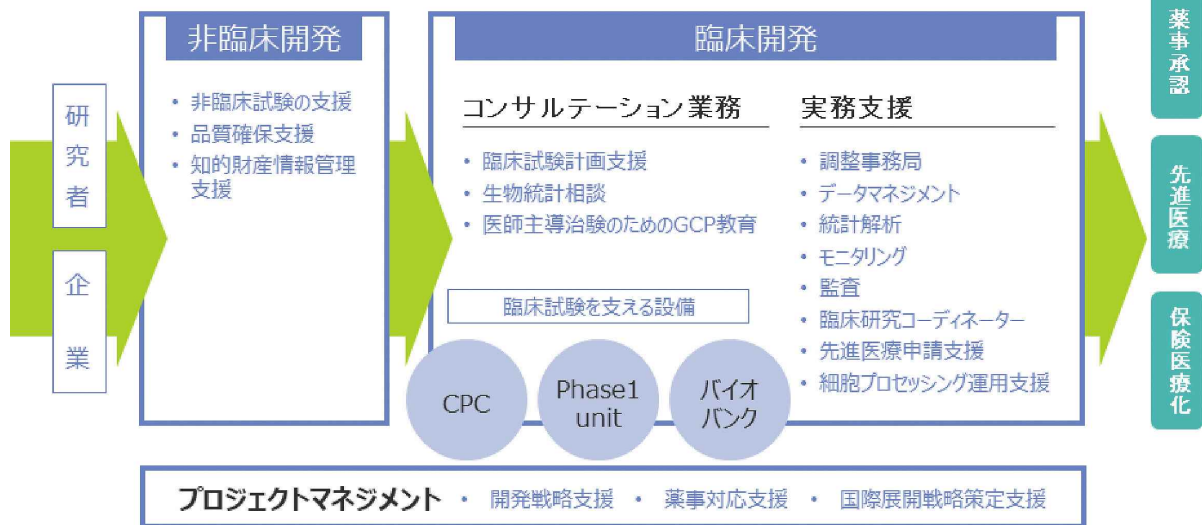 研究者
企業
非臨床開発
• 非臨床試験の支援
• 品質確保支援
• 知的財産情報管理
支援
臨床開発
コンサルテーション業務
• 臨床試験計画支援
• 生物統計相談
• 医師主導治験のためのGCP教育
臨床試験を支える設備
CPC
Phase1
unit
バイオ
バンク
実務支援
• 調整事務局
• データマネジメント
• 統計解析
• モニタリング
• 監査
• 臨床研究コーディネーター
• 先進医療申請支援
• 細胞プロセッシング運用支援
薬事承認
先進医療
保険医療化
プロジェクトマネジメント • 開発戦略支援 • 薬事対応支援 • 国際展開戦略策定支援